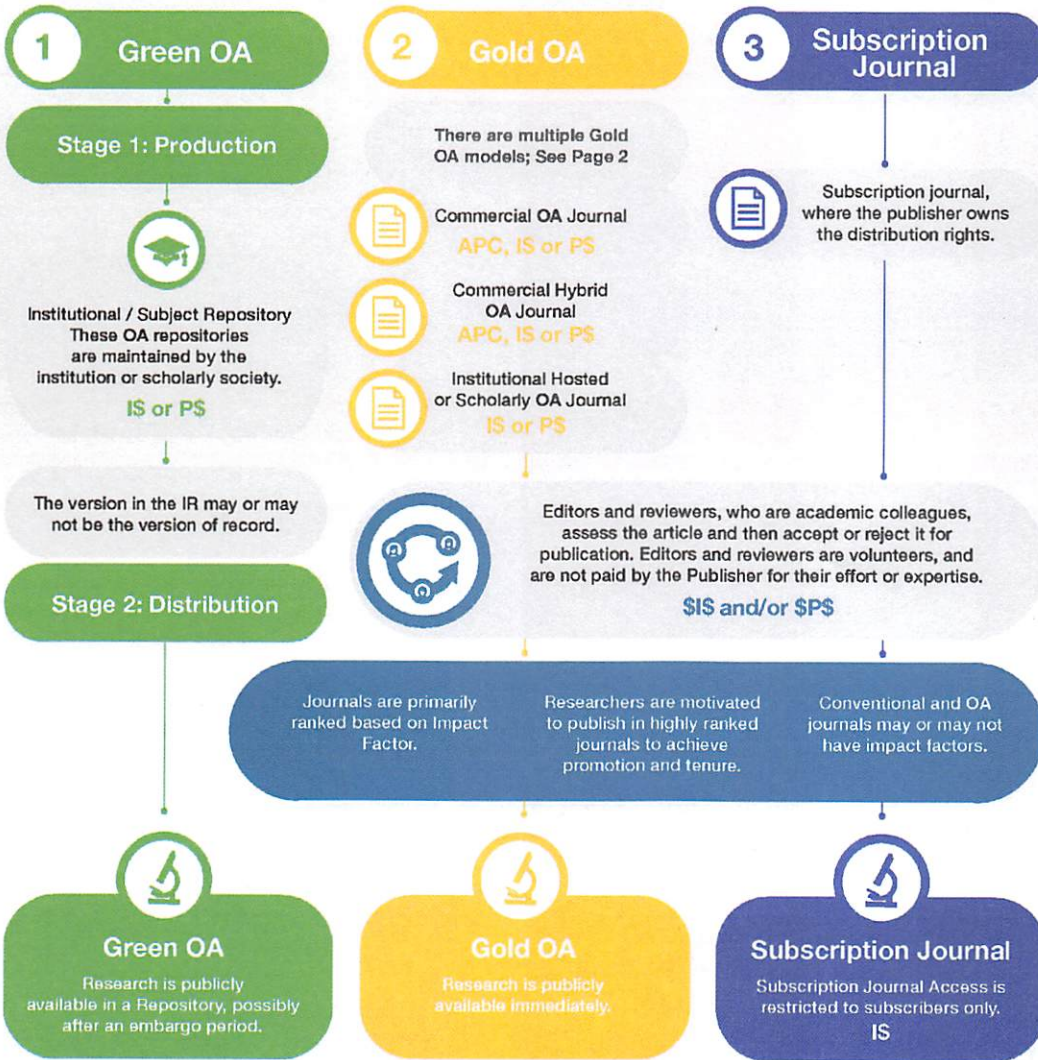 1
Green OA
Stage 1: Production
Institutional / Subject Repository
These OA repositories
are maintained by the
institution or scholarly society.
I$ or P$
The version in the IR may or may
not be the version of record.
Stage 2: Distribution
2
Gold OA
There are multiple Gold
OA models; See Page 2
Commercial OA Journal
APC, I$ or P$
Commercial Hybrid
OA Journal
APC, I$ or P$
Institutional Hosted
or Scholarly OA Journal
I$ or P$
3
Subscription
Journal
Subscription journal,
where the publisher owns
the distribution rights.
Editors and reviewers, who are academic colleagues,
assess the article and then accept or reject it for
publication. Editors and reviewers are volunteers, and
are not paid by the Publisher for their effort or expertise.
$I$ and/or $P$
Journals are primarily
ranked based on Impact
Factor.
Researchers are motivated
to publish in highly ranked
journals to achieve
promotion and tenure.
Conventional and OA
journals may or may not
have impact factors.
Green OA
Research is publicly
available in a Repository, possibly
after an embargo period.
Gold OA
Research is publicly
available immediately.
Subscription Journal
Subscription Journal Access is
restricted to subscribers only.
I$